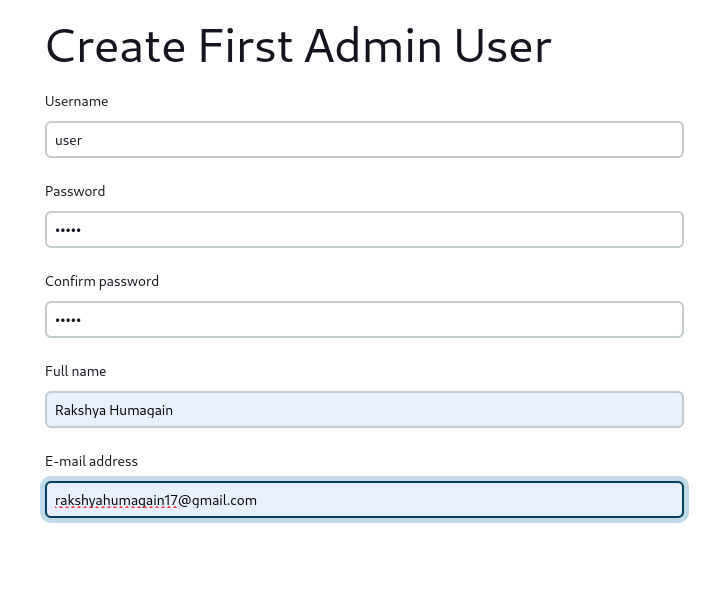 Create First Admin User
Username
user
Password
•••••
Confirm password
•••••
Full name
Rakshya Humagain
E-mail address
rakshyahumagain17@gmail.com